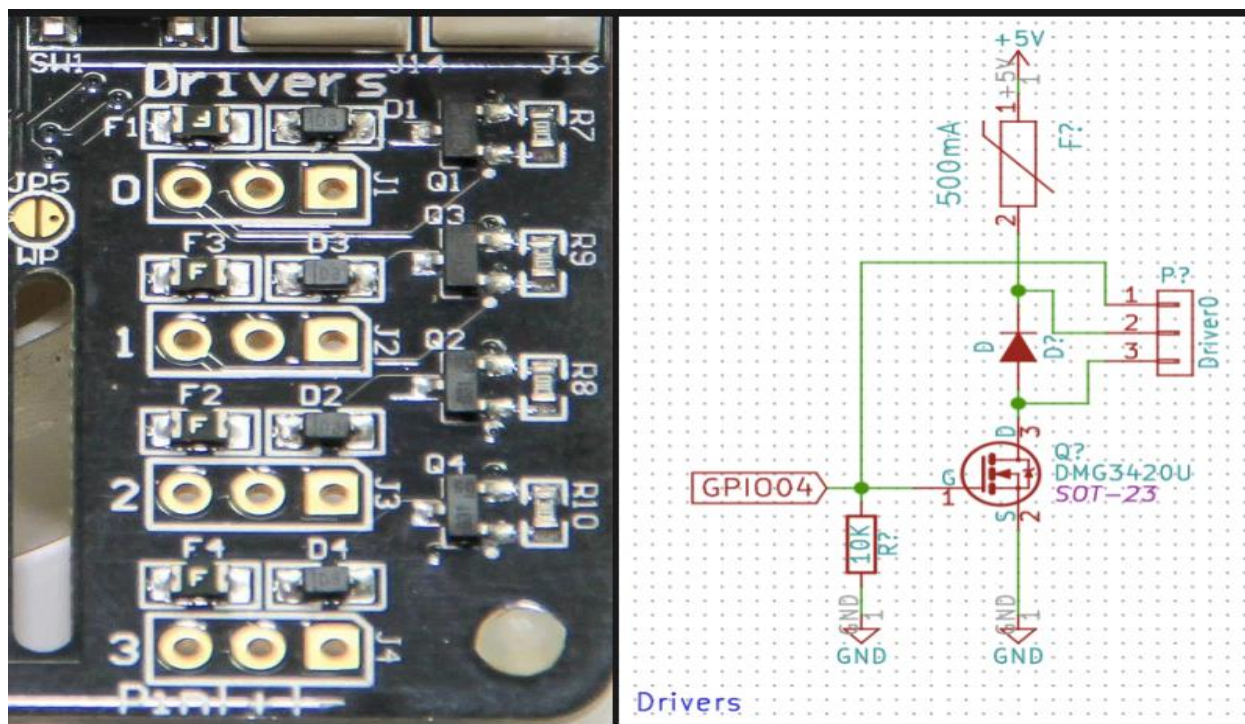 SW1
J14
J16
Drivers
F1
D1
R7
0
J1
Q1
JP5
WP
Q3
F3
D3
R9
F
D3
1
J2
Q2
F2
D2
R8
F
2
J3
Q4
R10
F4
D4
F
3
J4
+5V
+5V
1
1
500mA
F?
2
P?
1
2
3
Driver0
D
D?
D
3
Q?
DMG3420U
SOT-23
GPIO04
G
1
S
2
10K
R?
GND
1
GND
GND
1
GND
Drivers